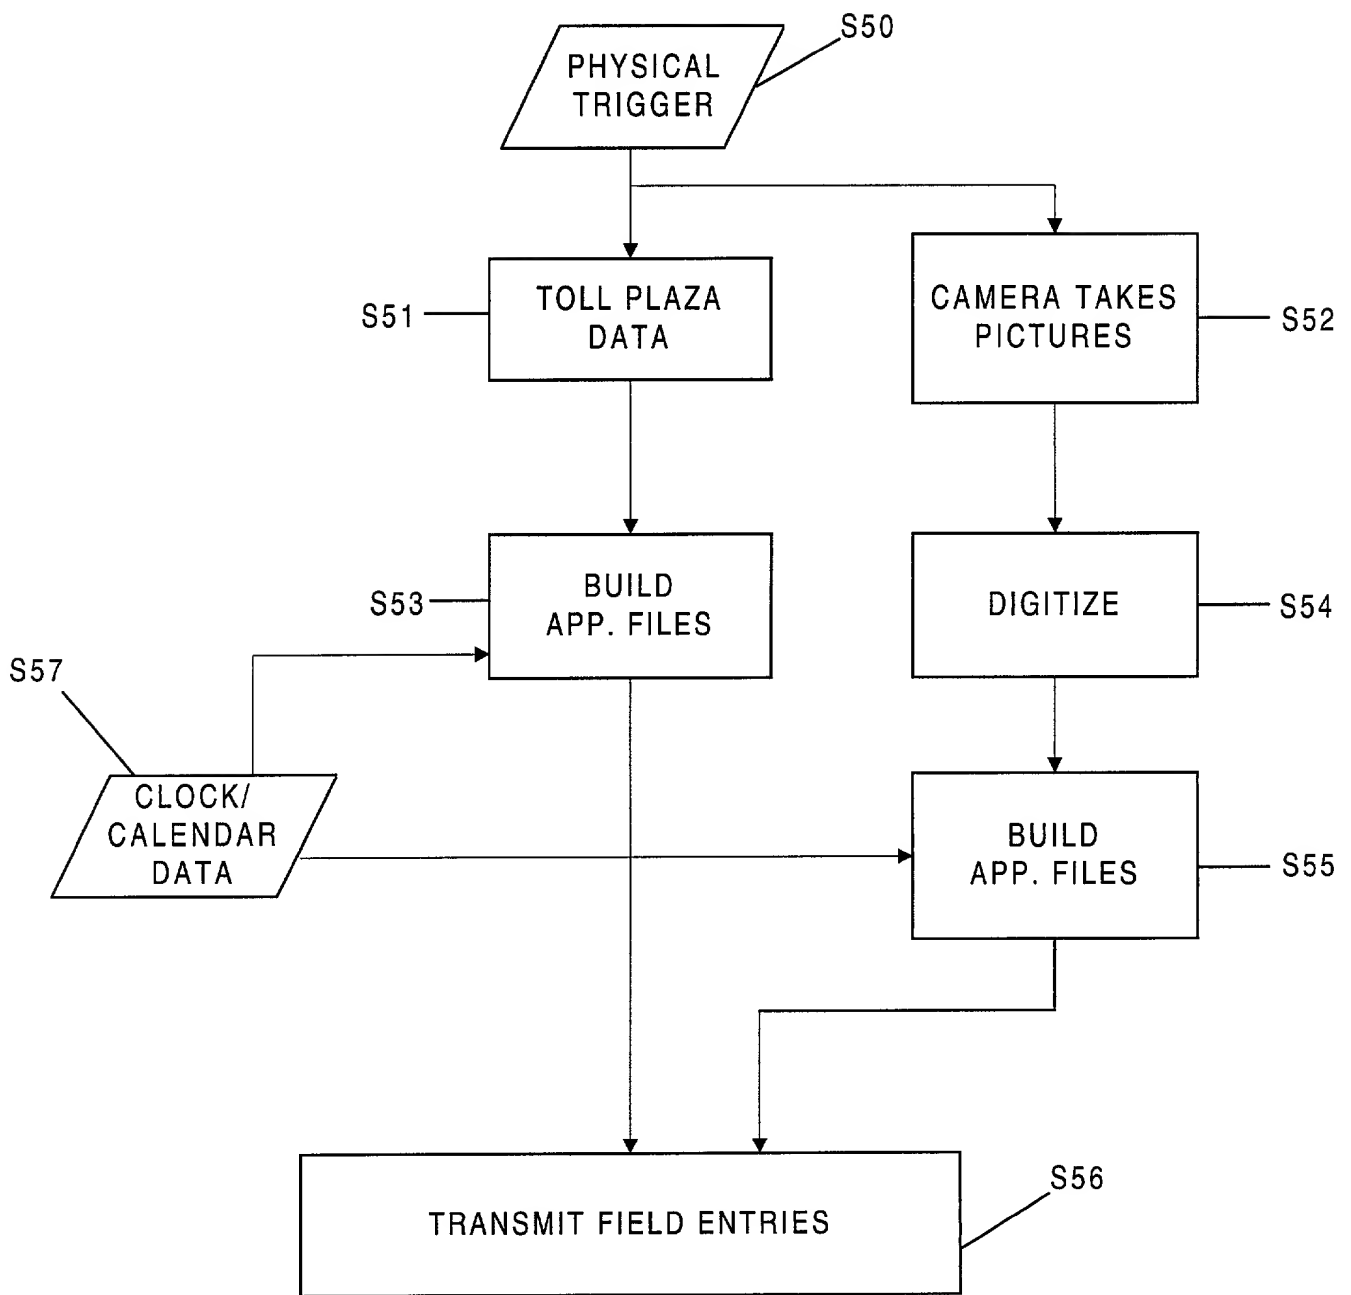 S50
PHYSICAL
TRIGGER
S51
TOLL PLAZA
DATA
CAMERA TAKES
PICTURES
S52
S53
BUILD
APP. FILES
DIGITIZE
S54
S57
CLOCK/
CALENDAR
DATA
BUILD
APP. FILES
S55
TRANSMIT FIELD ENTRIES
S56